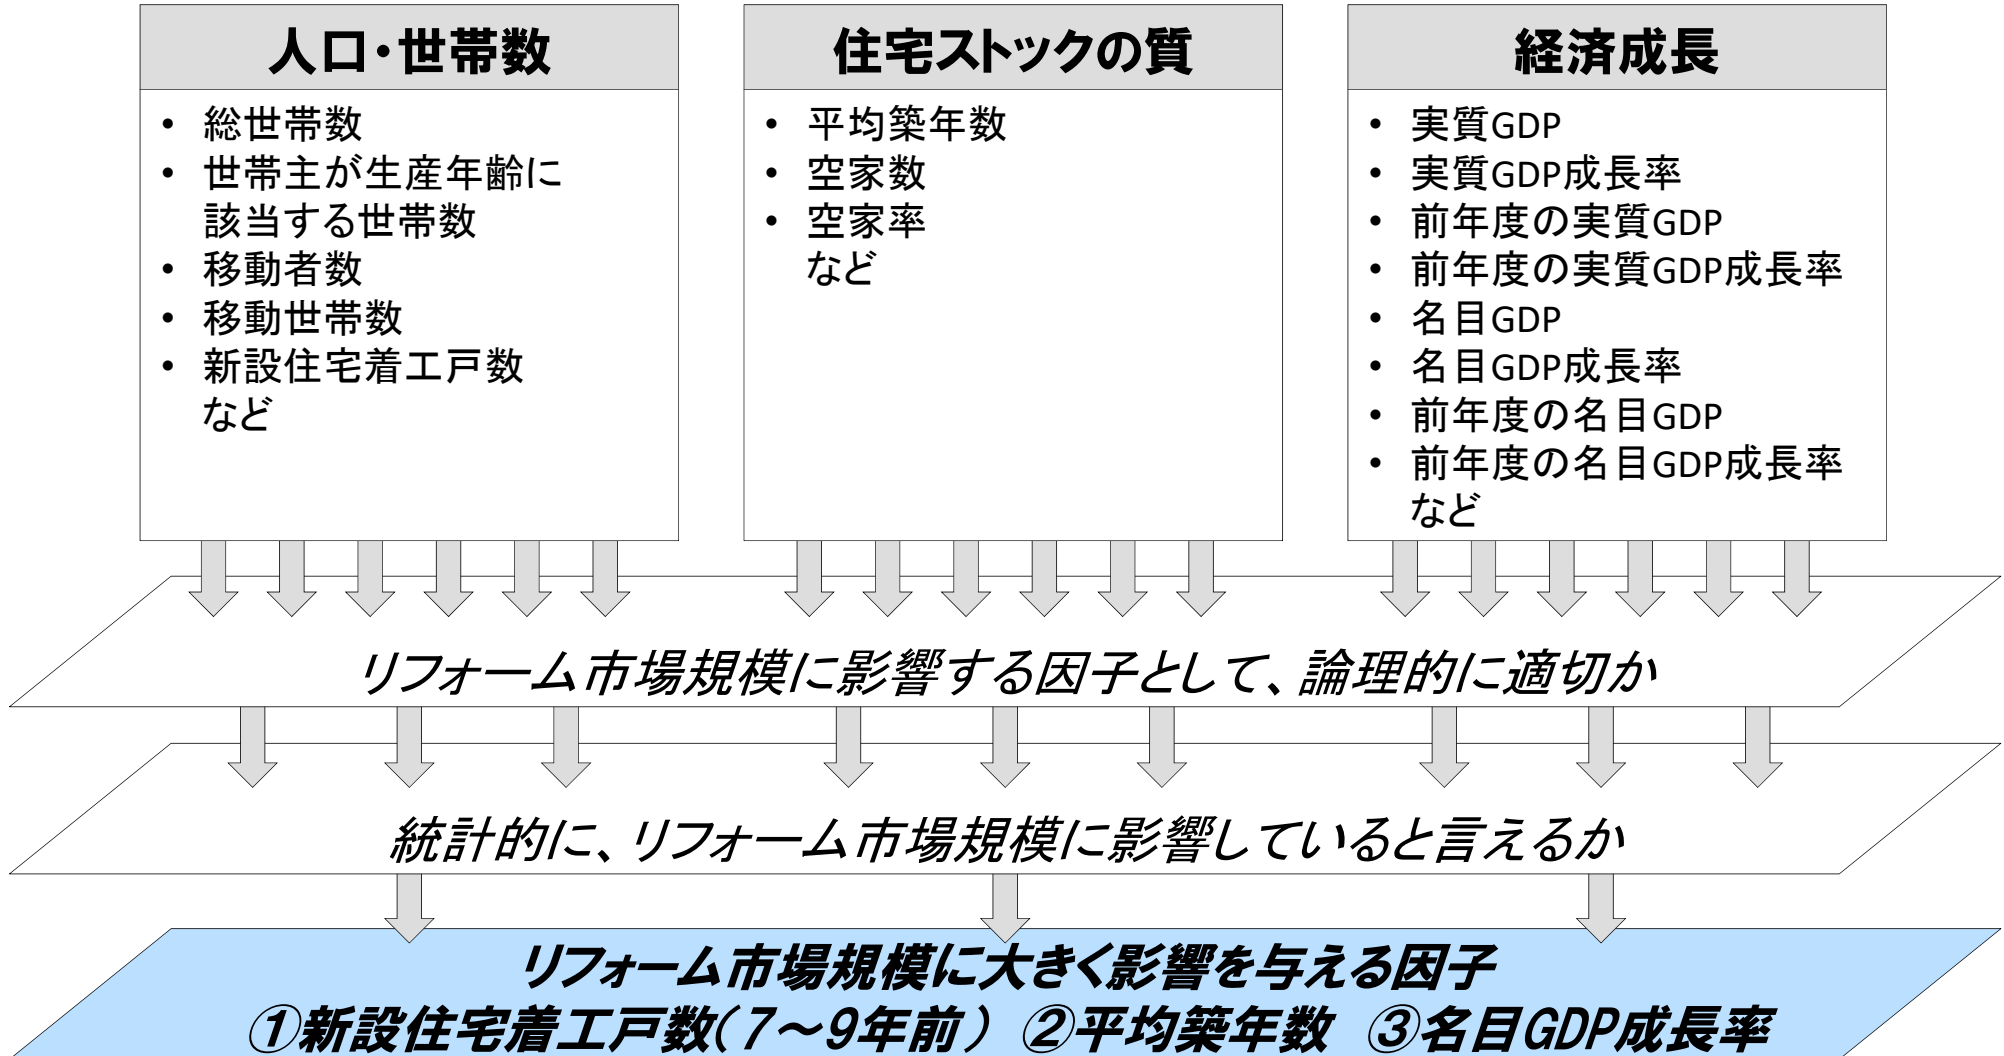 人口・世帯数
• 総世帯数
• 世帯主が生産年齢に
該当する世帯数
• 移動者数
• 移動世帯数
• 新設住宅着工戸数
など
住宅ストックの質
• 平均築年数
• 空家数
• 空家率
など
経済成長
• 実質GDP
• 実質GDP成長率
• 前年度の実質GDP
• 前年度の実質GDP成長率
• 名目GDP
• 名目GDP成長率
• 前年度の名目GDP
• 前年度の名目GDP成長率
など
リフォーム市場規模に影響する因子として、論理的に適切か
統計的に、リフォーム市場規模に影響していると言えるか
リフォーム市場規模に大きく影響を与える因子
①新設住宅着工戸数(7～9年前) ②平均築年数 ③名目GDP成長率